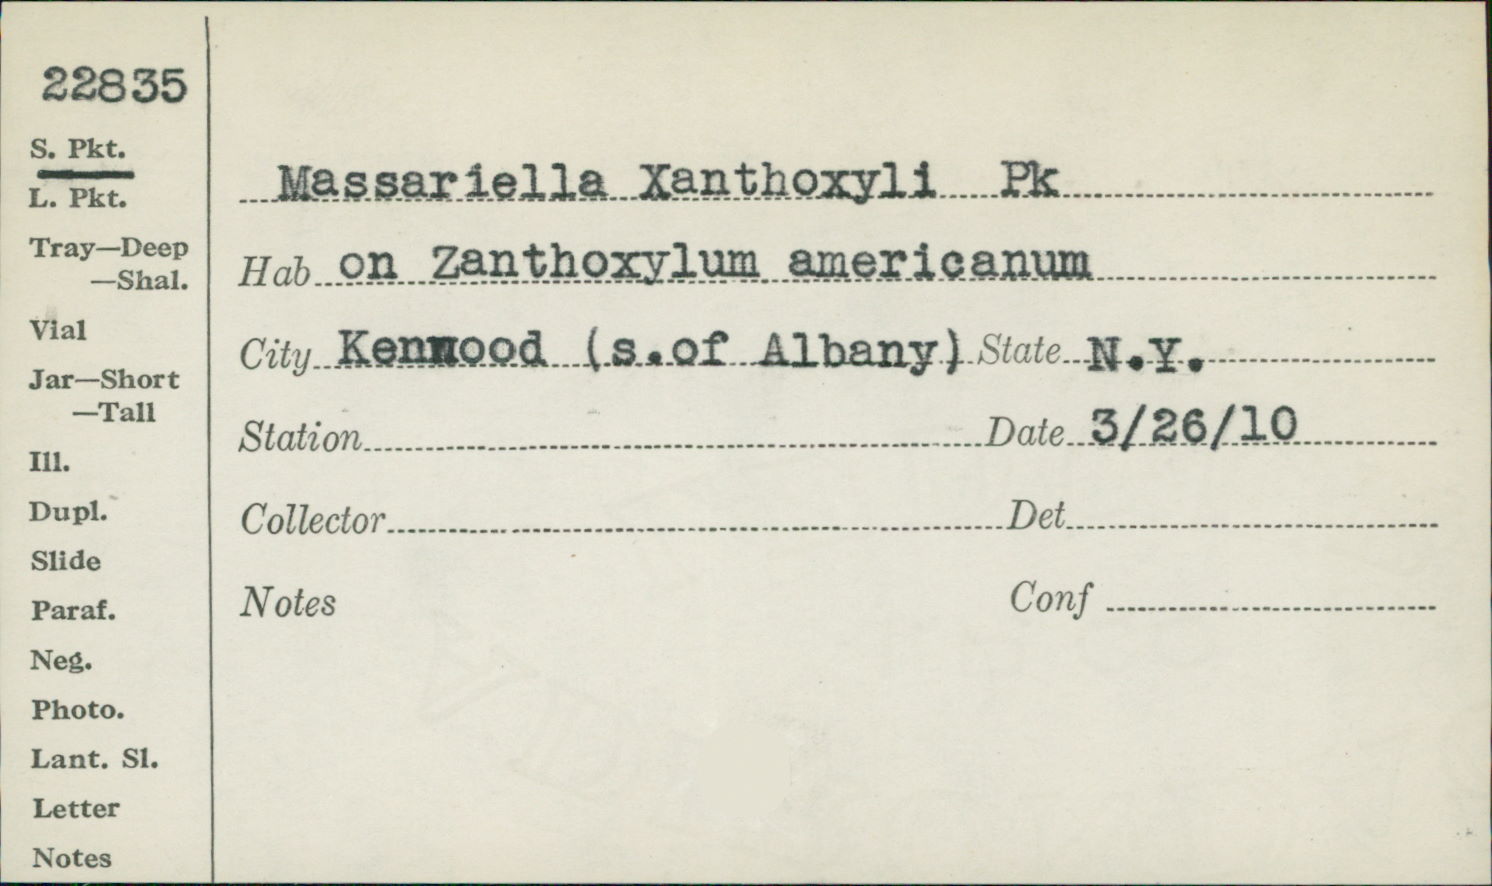 22835
S. Pkt.
L. Pkt.
Tray—Deep
—Shal.
Vial
Jar—Short
—Tall
Ill.
Dupl.
Slide
Paraf.
Neg.
Photo.
Lant. Sl.
Letter
Notes
Massariella Xanthoxyli Pk
Hab on Zanthoxylum americanum
City Kenwood (s.of Albany) State N.Y.
Station Date 3/26/10
Collector Det
Notes Conf